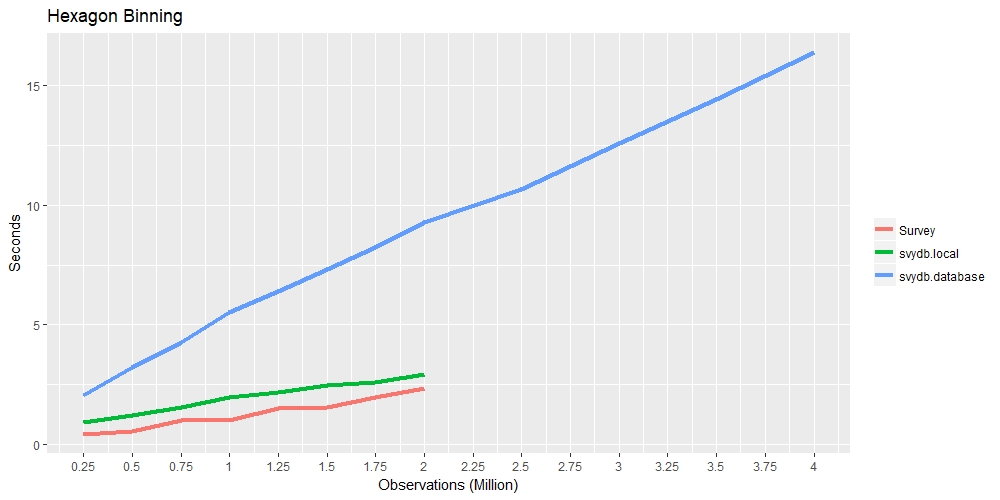 Hexagon Binning
15
10
5
0
Seconds
0.25 0.5 0.75 1 1.25 1.5 1.75 2 2.25 2.5 2.75 3 3.25 3.5 3.75 4
Observations (Million)
Survey
svydb.local
svydb.database